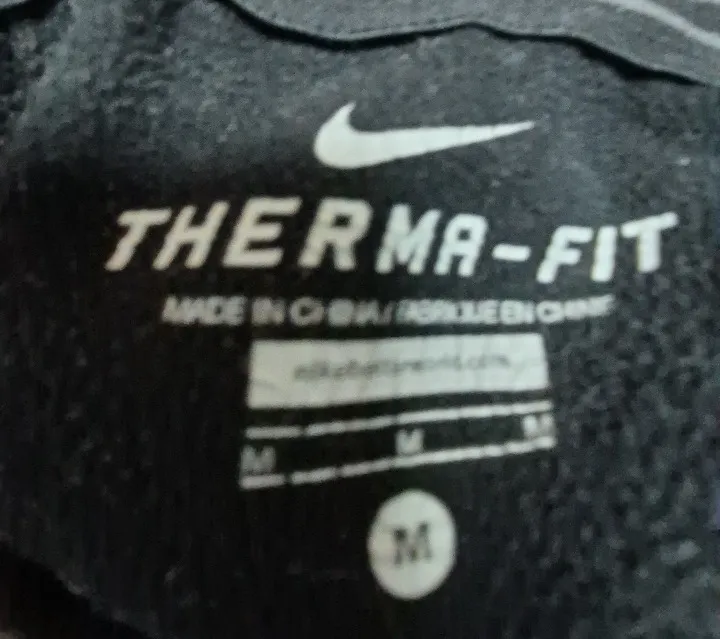 THERMA-FIT
MADE IN CHINA / FABRIQUE EN CHINE
M M M
M